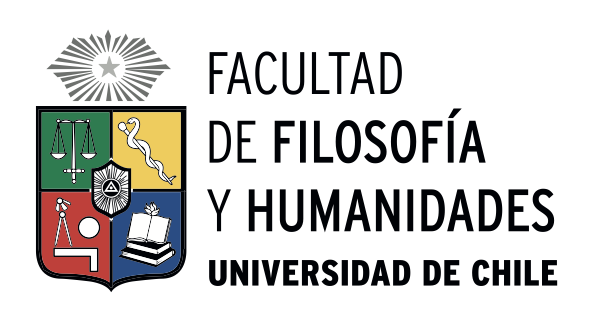 FACULTAD
DE FILOSOFÍA
Y HUMANIDADES
UNIVERSIDAD DE CHILE